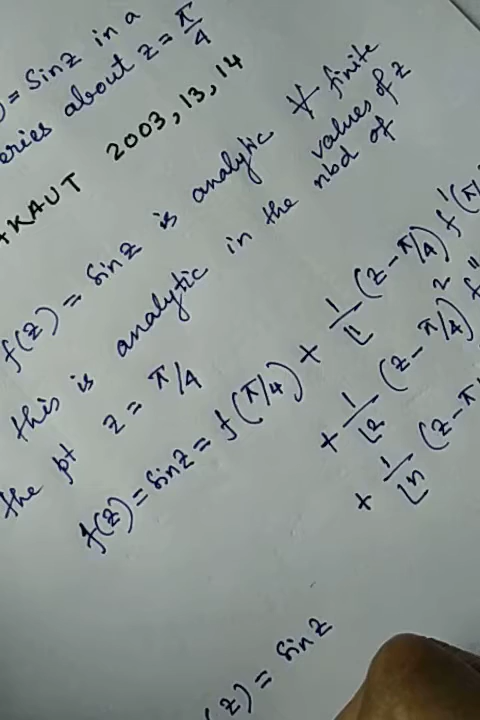 ) = Sin z in a
eries about z = π/4
KAUT 2003, 13, 14
f(z) = sin z is analytic ∀ finite
values of z
this is analytic in the nbd of
the pt z = π/4
f(z) = sin z = f(π/4) + 1/⌊1 (z - π/4) f'(π/
+ 1/⌊2 (z - π/4)² f''
+ 1/⌊n (z - π
(z) = sin z